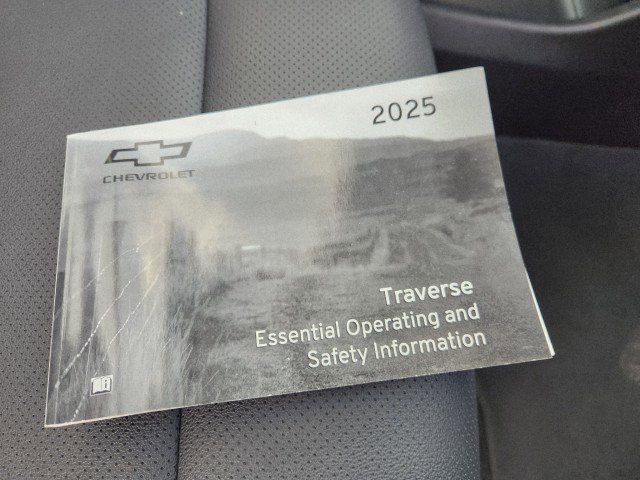 2025
CHEVROLET
Traverse
Essential Operating and
Safety Information